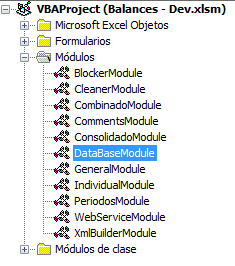 VBAProject (Balances - Dev.xlsm)
Microsoft Excel Objetos
Formularios
Módulos
BlockerModule
CleanerModule
CombinadoModule
CommentsModule
ConsolidadoModule
DataBaseModule
GeneralModule
IndividualModule
PeriodosModule
WebServiceModule
XmlBuilderModule
Módulos de clase